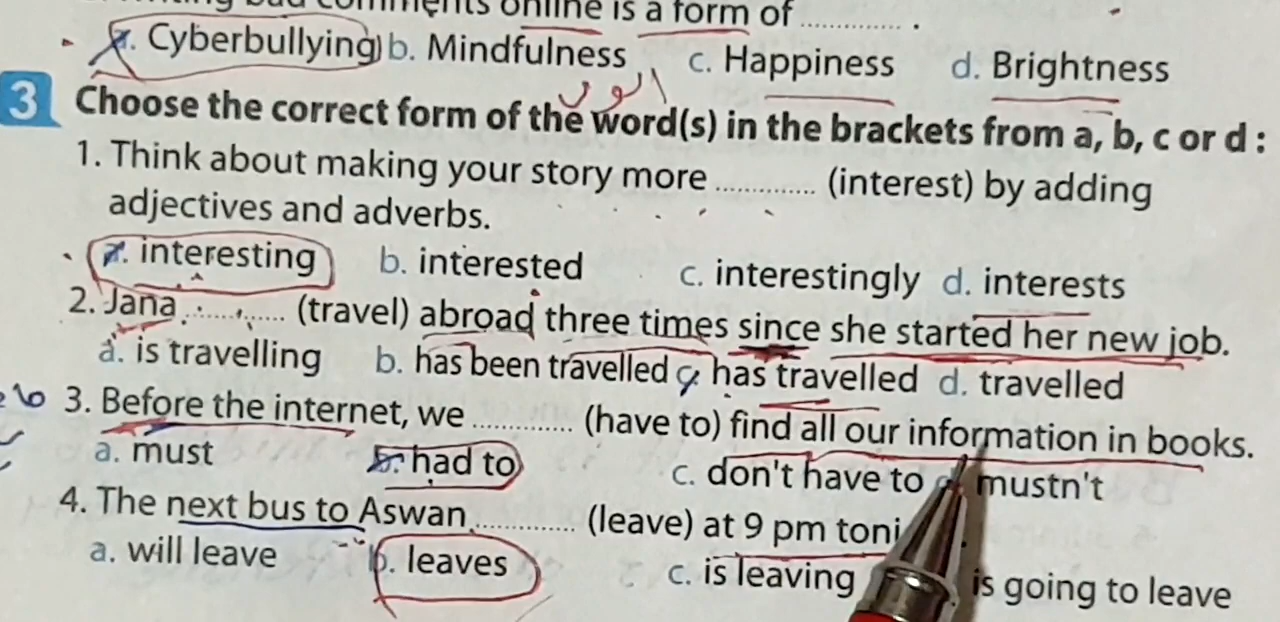 comments online is a form of ............. .
a. Cyberbullying b. Mindfulness c. Happiness d. Brightness
3 Choose the correct form of the word(s) in the brackets from a, b, c or d :
1. Think about making your story more ............. (interest) by adding
adjectives and adverbs.
a. interesting b. interested c. interestingly d. interests
2. Jana ............. (travel) abroad three times since she started her new job.
a. is travelling b. has been travelled c. has travelled d. travelled
3. Before the internet, we ............. (have to) find all our information in books.
a. must b. had to c. don't have to mustn't
4. The next bus to Aswan ............. (leave) at 9 pm
a. will leave b. leaves c. is leaving is going to leave